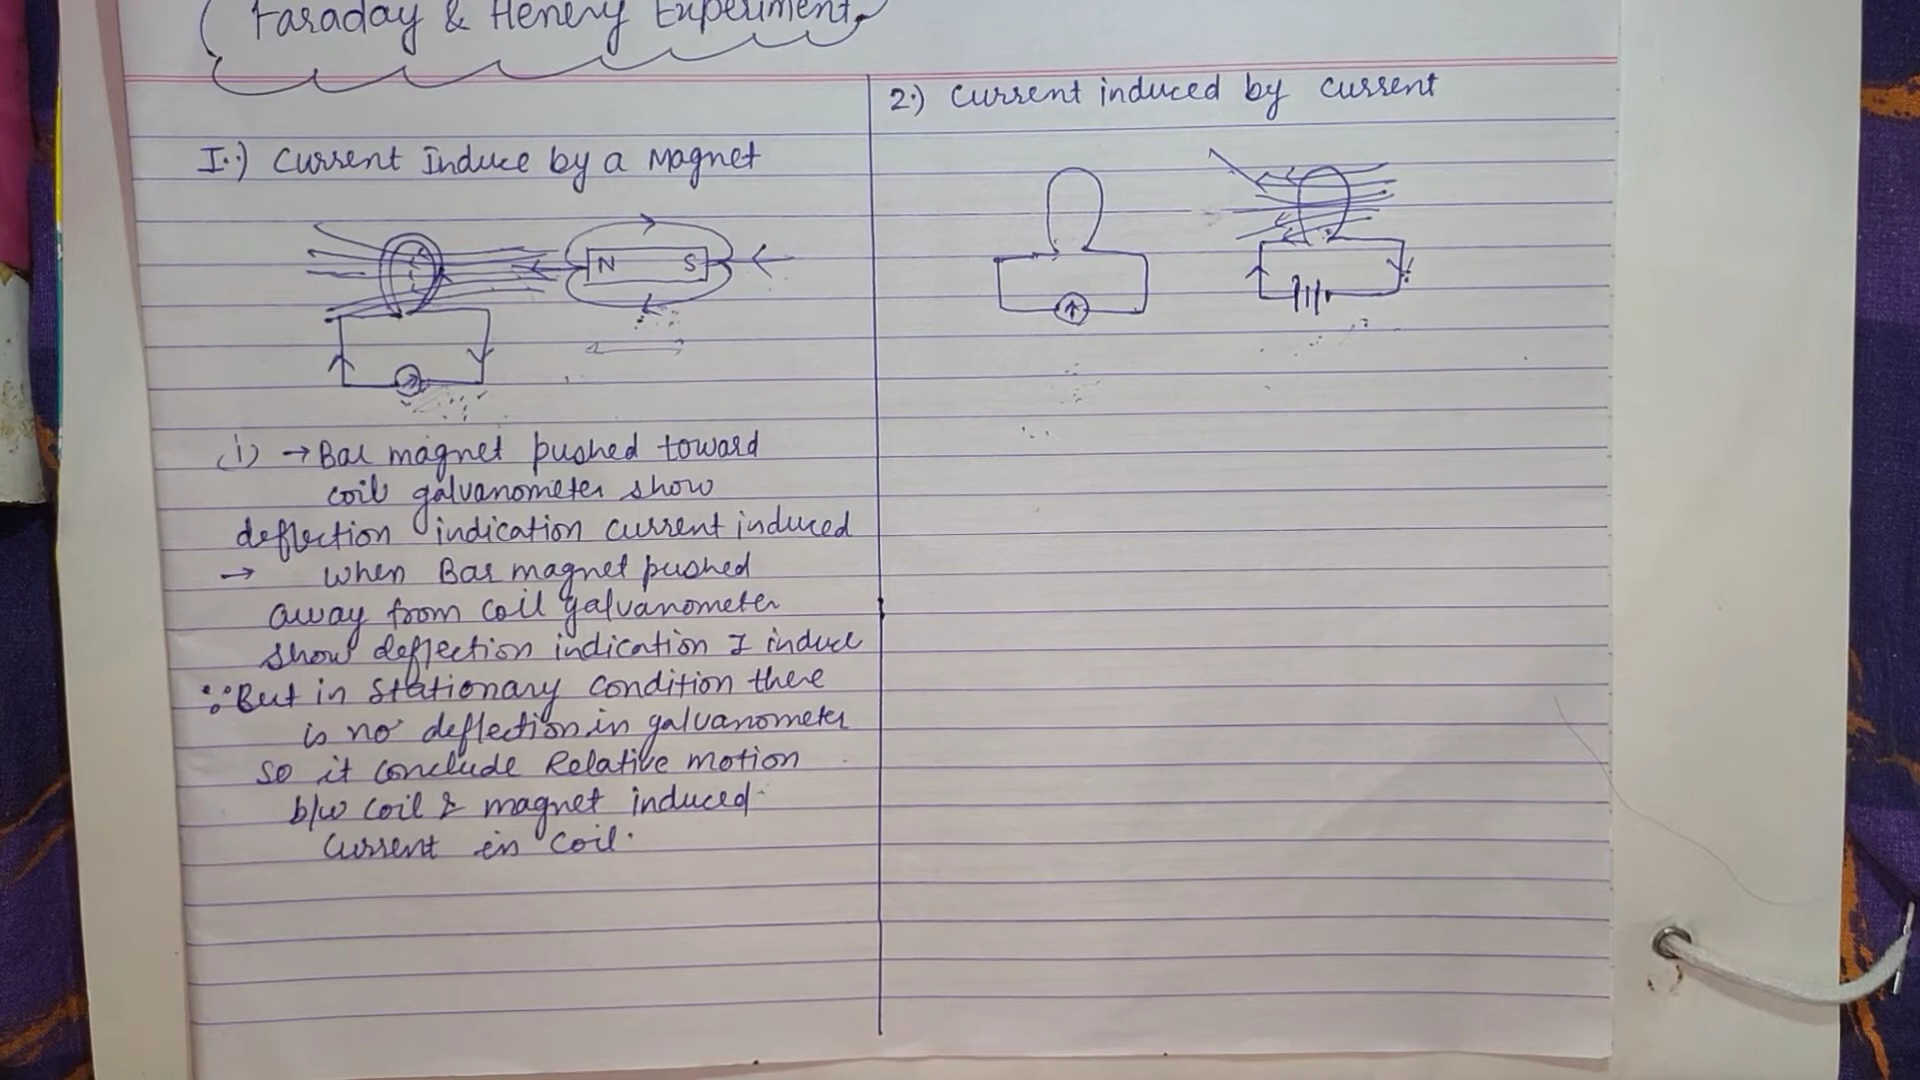 Faraday & Henery Experiment
I.) Current Induce by a Magnet
N S
(i) → Bar magnet pushed toward
coil galvanometer show
deflection indication current induced
→ when Bar magnet pushed
away from coil galvanometer
show deflection indication I induce
But in stationary condition there
is no deflection in galvanometer
so it conclude Relative motion
b/w coil & magnet induced
current in coil.
2.) Current induced by current